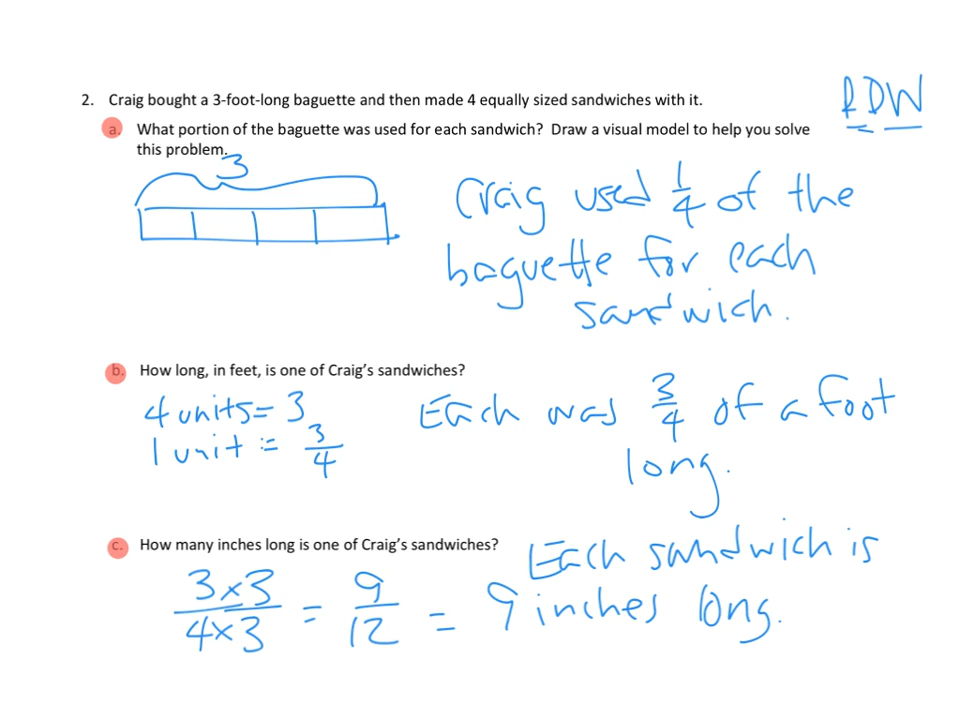 2. Craig bought a 3-foot-long baguette and then made 4 equally sized sandwiches with it.
RDW
a. What portion of the baguette was used for each sandwich? Draw a visual model to help you solve
this problem.
3
Craig used 1/4 of the
baguette for each
sandwich.
b. How long, in feet, is one of Craig's sandwiches?
4 units = 3
1 unit = 3/4
Each was 3/4 of a foot
long.
c. How many inches long is one of Craig's sandwiches?
Each sandwich is
3x3/4x3 = 9/12 = 9 inches long.